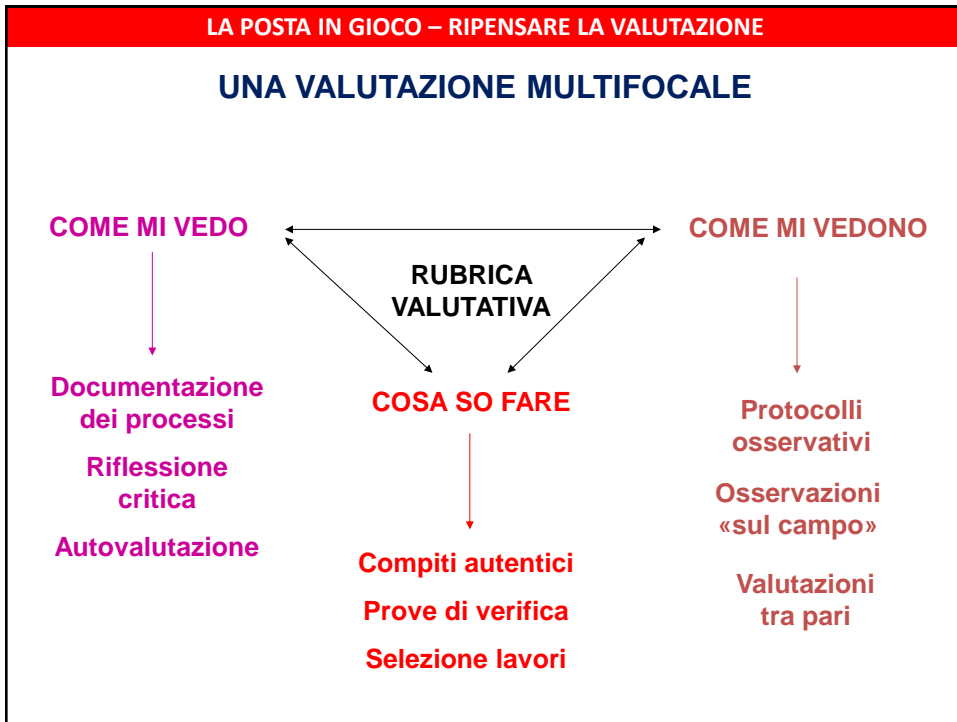 LA POSTA IN GIOCO – RIPENSARE LA VALUTAZIONE
UNA VALUTAZIONE MULTIFOCALE
COME MI VEDO
COME MI VEDONO
RUBRICA
VALUTATIVA
COSA SO FARE
Documentazione
dei processi
Riflessione
critica
Autovalutazione
Compiti autentici
Prove di verifica
Selezione lavori
Protocolli
osservativi
Osservazioni
«sul campo»
Valutazioni
tra pari